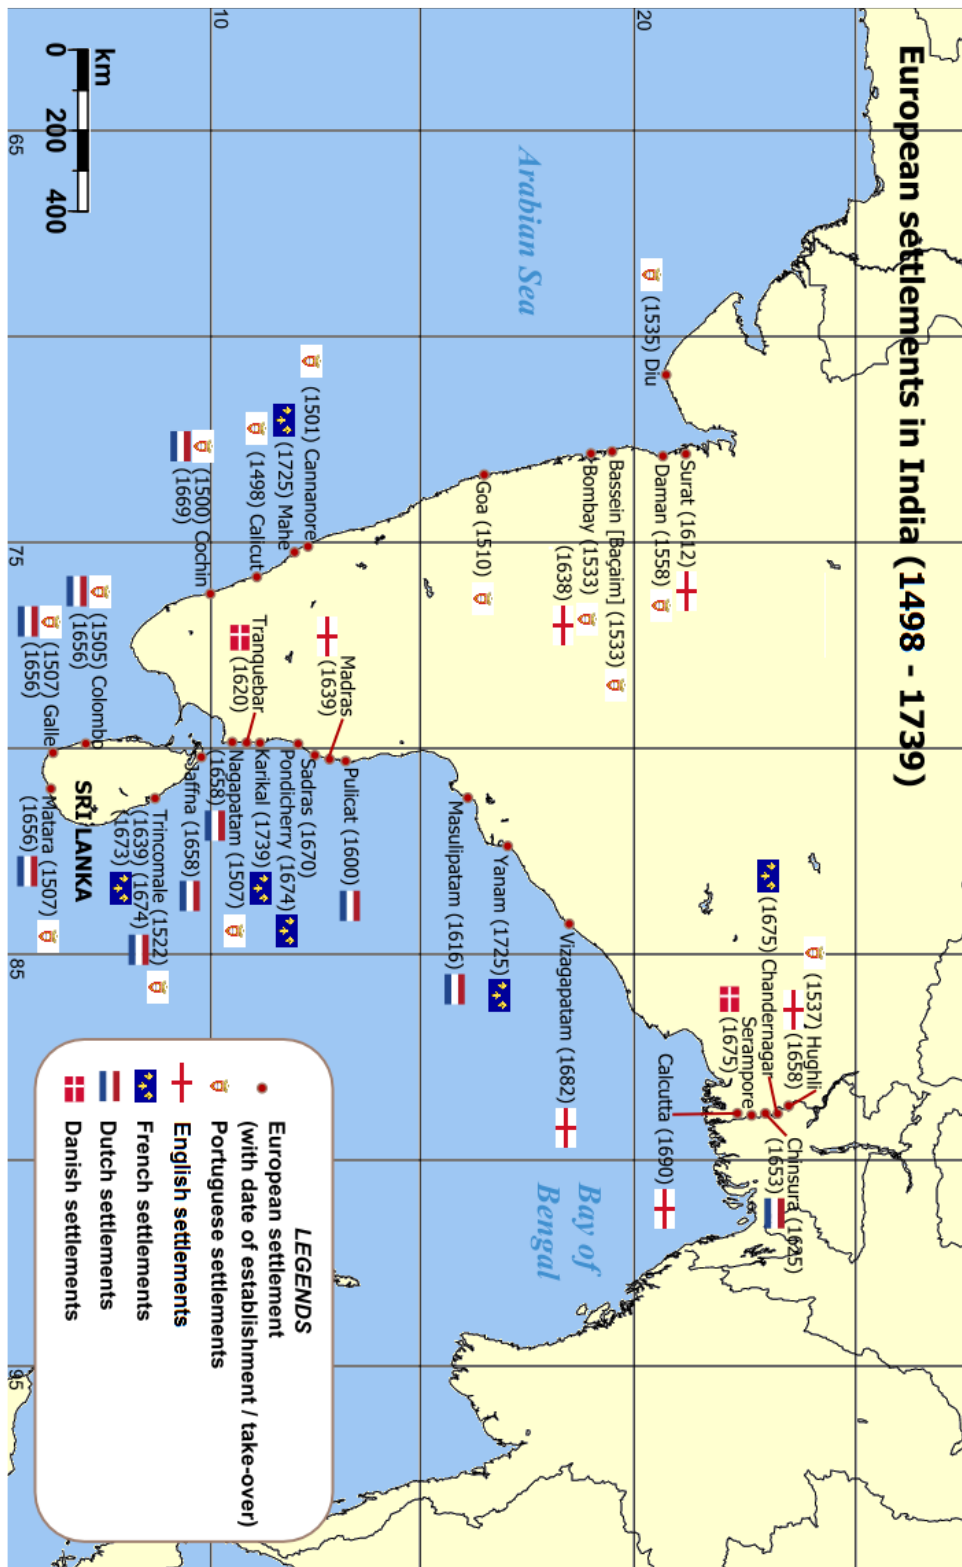 European settlements in India (1498 - 1739)
10
20
65
75
85
95
km
0 200 400
Arabian Sea
Bay of
Bengal
(1535) Diu
Surat (1612)
Daman (1558)
Bassein [Baçaim] (1533)
Bombay (1533)
(1638)
Goa (1510)
(1501) Cannanore
(1725) Mahe
(1498) Calicut
(1500) Cochin
(1669)
(1505) Colombo
(1656)
(1507) Galle
(1656)
SRI LANKA
Matara (1507)
(1656)
Trincomale (1522)
(1639) (1674)
(1673)
Jaffna (1658)
Nagapatam (1507)
(1658)
Tranquebar
(1620)
Karikal (1739)
Pondicherry (1674)
Sadras (1670)
Madras
(1639)
Pulicat (1600)
Masulipatam (1616)
Yanam (1725)
Vizagapatam (1682)
Calcutta (1690)
Serampore
(1675)
(1675) Chandernagar
(1537) Hughli
(1658)
Chinsura (1625)
(1653)
LEGENDS
European settlement
(with date of establishment / take-over)
Portuguese settlements
English settlements
French settlements
Dutch settlements
Danish settlements